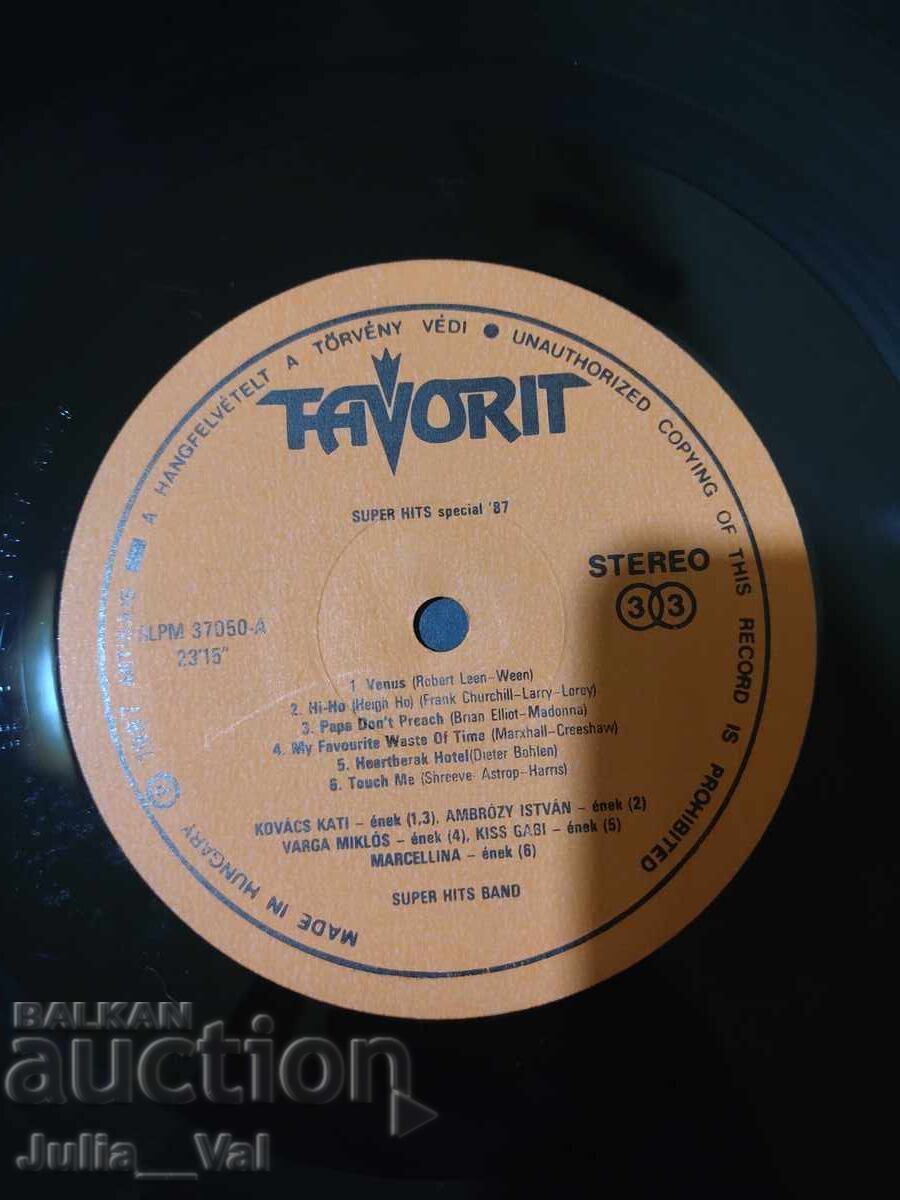 A HANGFELVÉTELT A TÖRVÉNY VÉDI • UNAUTHORIZED COPYING OF THIS RECORD IS PROHIBITED
FAVORIT
SUPER HITS special '87
STEREO
33
SLPM 37050-A
23'15"
1 Venus (Robert Leen-Ween)
2. Hi-Ho (Heigh Ho) (Frank Churchill-Larry-Lorey)
3. Papa Don't Preach (Brian Elliot-Madonna)
4. My Favourite Waste Of Time (Marxhall-Creeshaw)
5. Heartberak Hotel(Dieter Bohlen)
6. Touch Me (Shreeve-Astrop-Harris)
KOVÁCS KATI – ének (1,3), AMBRÓZY ISTVÁN – ének (2)
VARGA MIKLÓS – ének (4), KISS GABI – ének (5)
MARCELLINA – ének (6)
SUPER HITS BAND
MADE IN HUNGARY
BALKAN
auction
Julia__Val